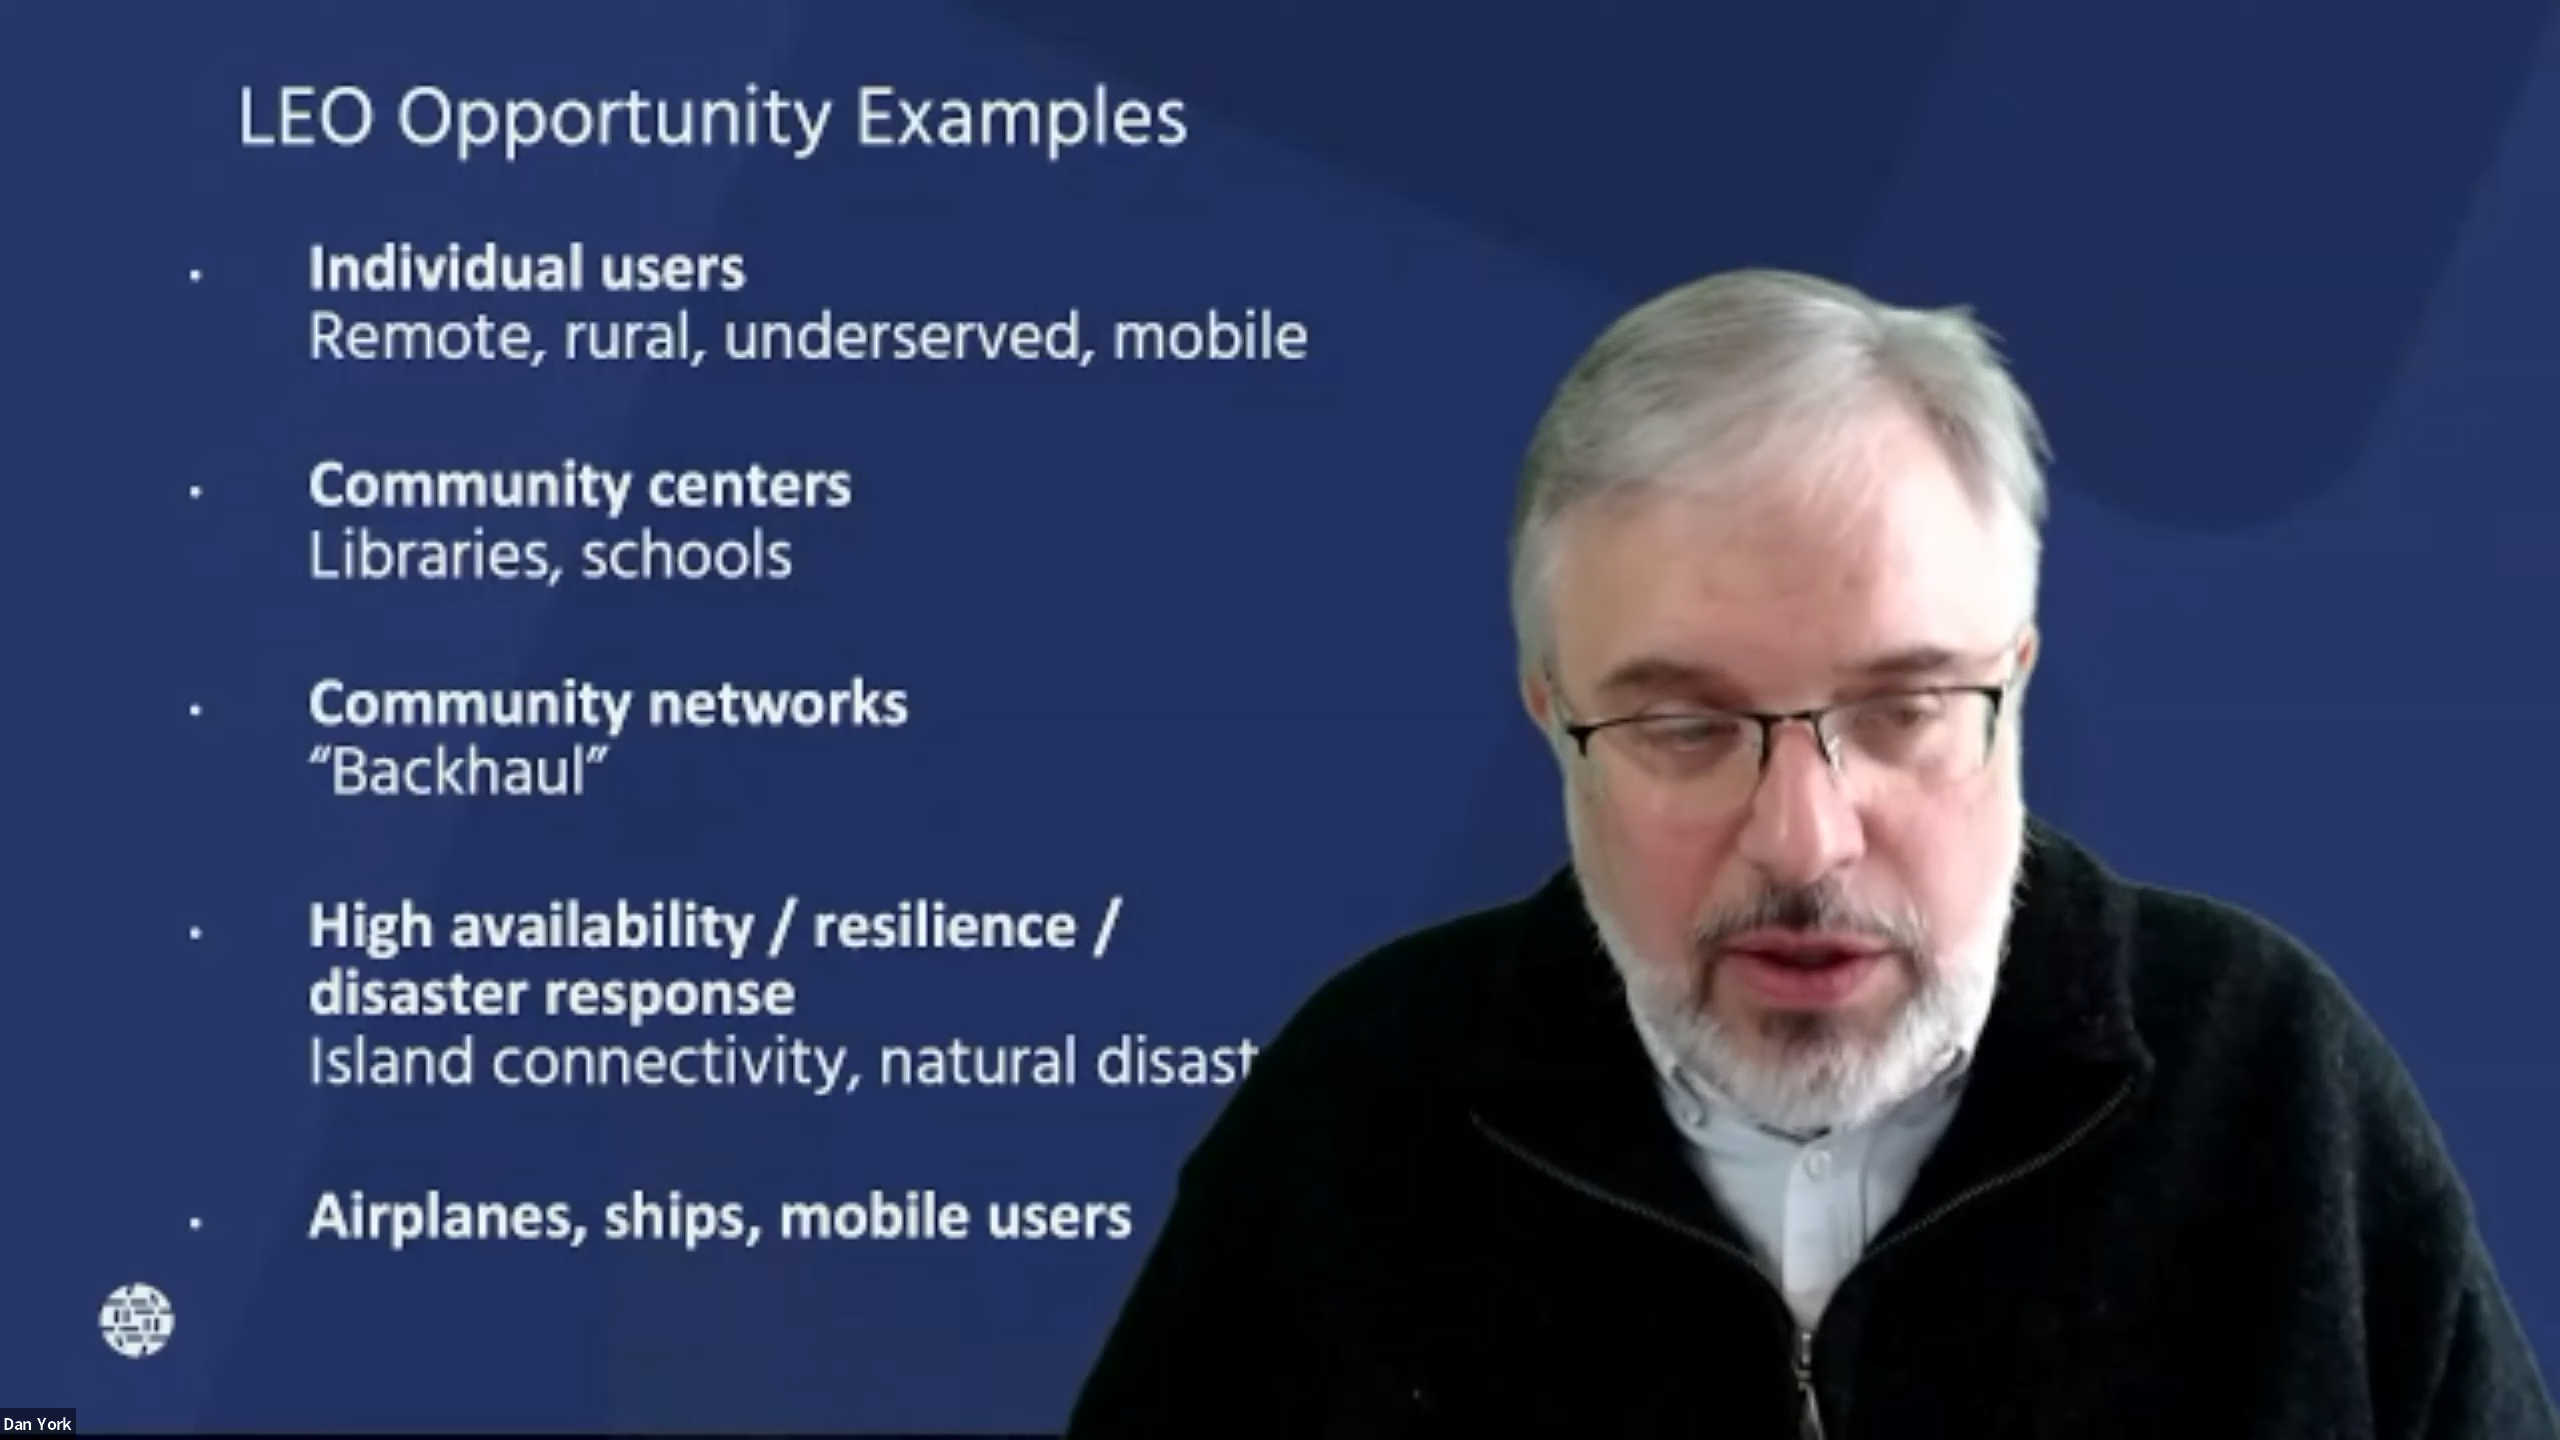 LEO Opportunity Examples
Individual users
Remote, rural, underserved, mobile
Community centers
Libraries, schools
Community networks
“Backhaul”
High availability / resilience /
disaster response
Island connectivity, natural
Airplanes, ships, mobile users
Dan York